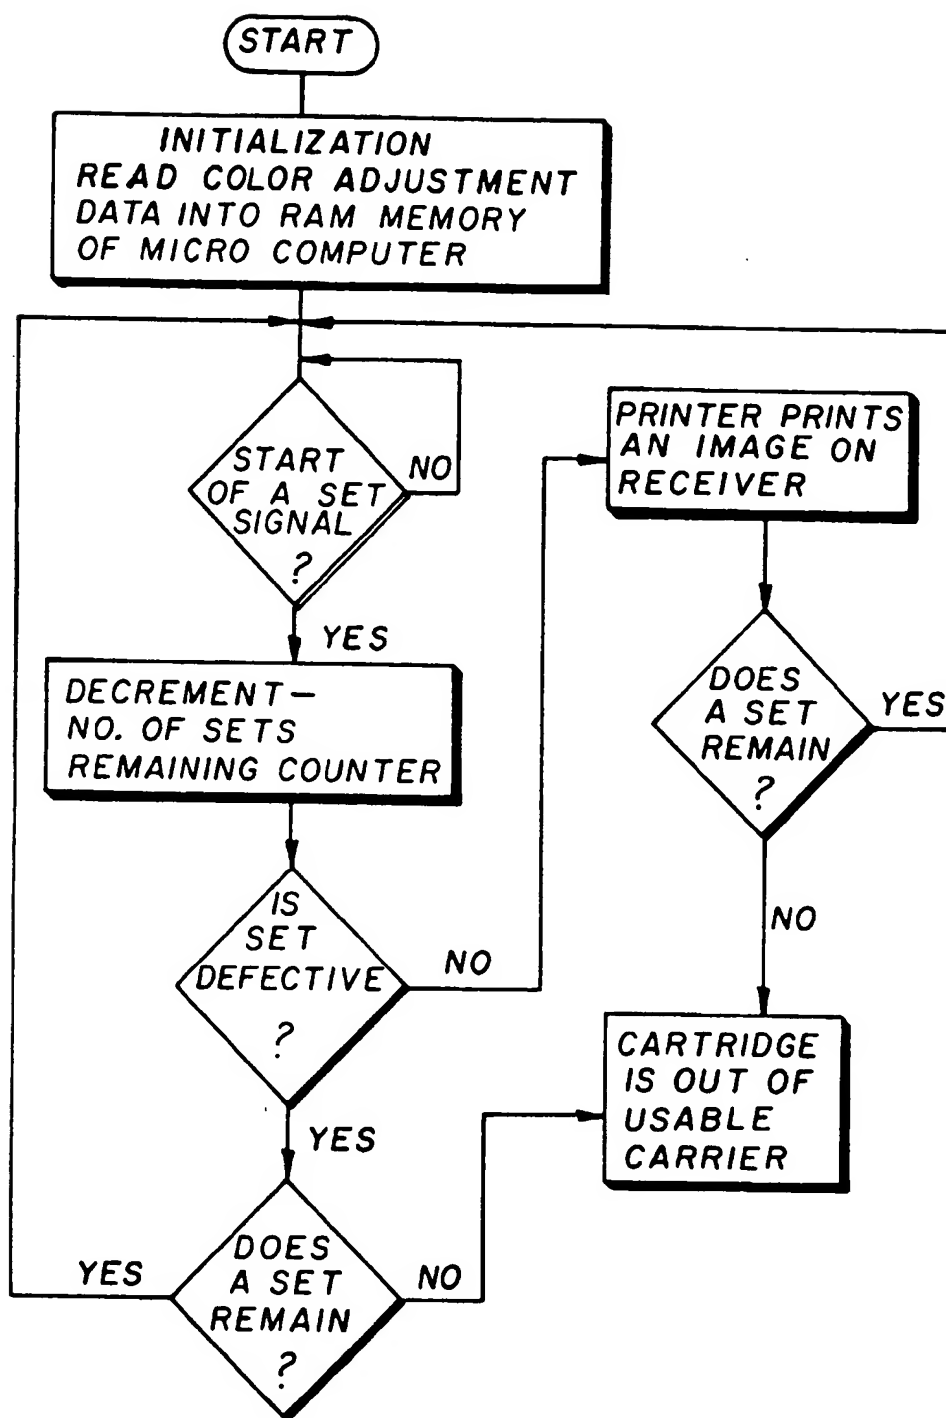 START
INITIALIZATION
READ COLOR ADJUSTMENT
DATA INTO RAM MEMORY
OF MICRO COMPUTER
START
OF A SET
SIGNAL
?
NO
YES
DECREMENT—
NO. OF SETS
REMAINING COUNTER
IS
SET
DEFECTIVE
?
NO
YES
DOES
A SET
REMAIN
?
YES
NO
PRINTER PRINTS
AN IMAGE ON
RECEIVER
DOES
A SET
REMAIN
?
YES
NO
CARTRIDGE
IS OUT OF
USABLE
CARRIER